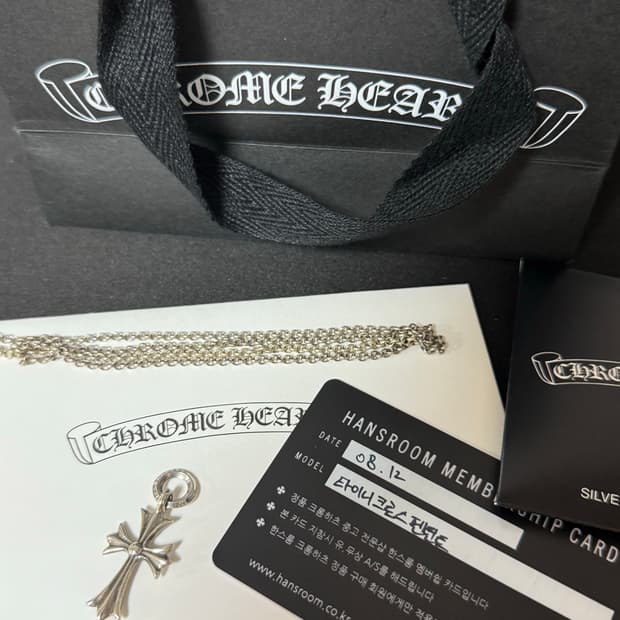 CHROME HEAR
CHROME HEAR
CHRO
SILVE
HANSROOM MEMBERSHIP CARD
DATE 08.12
MODEL 타이니크로스펜던트
정품 크롬하츠 중고 전문샵 한스룸 멤버쉽 카드입니다
본 카드 지참시 유.무상 A/S를 해드립니다
한스룸 크롬하츠 정품 구매 회원에게만 적용
www.hansroom.co.k